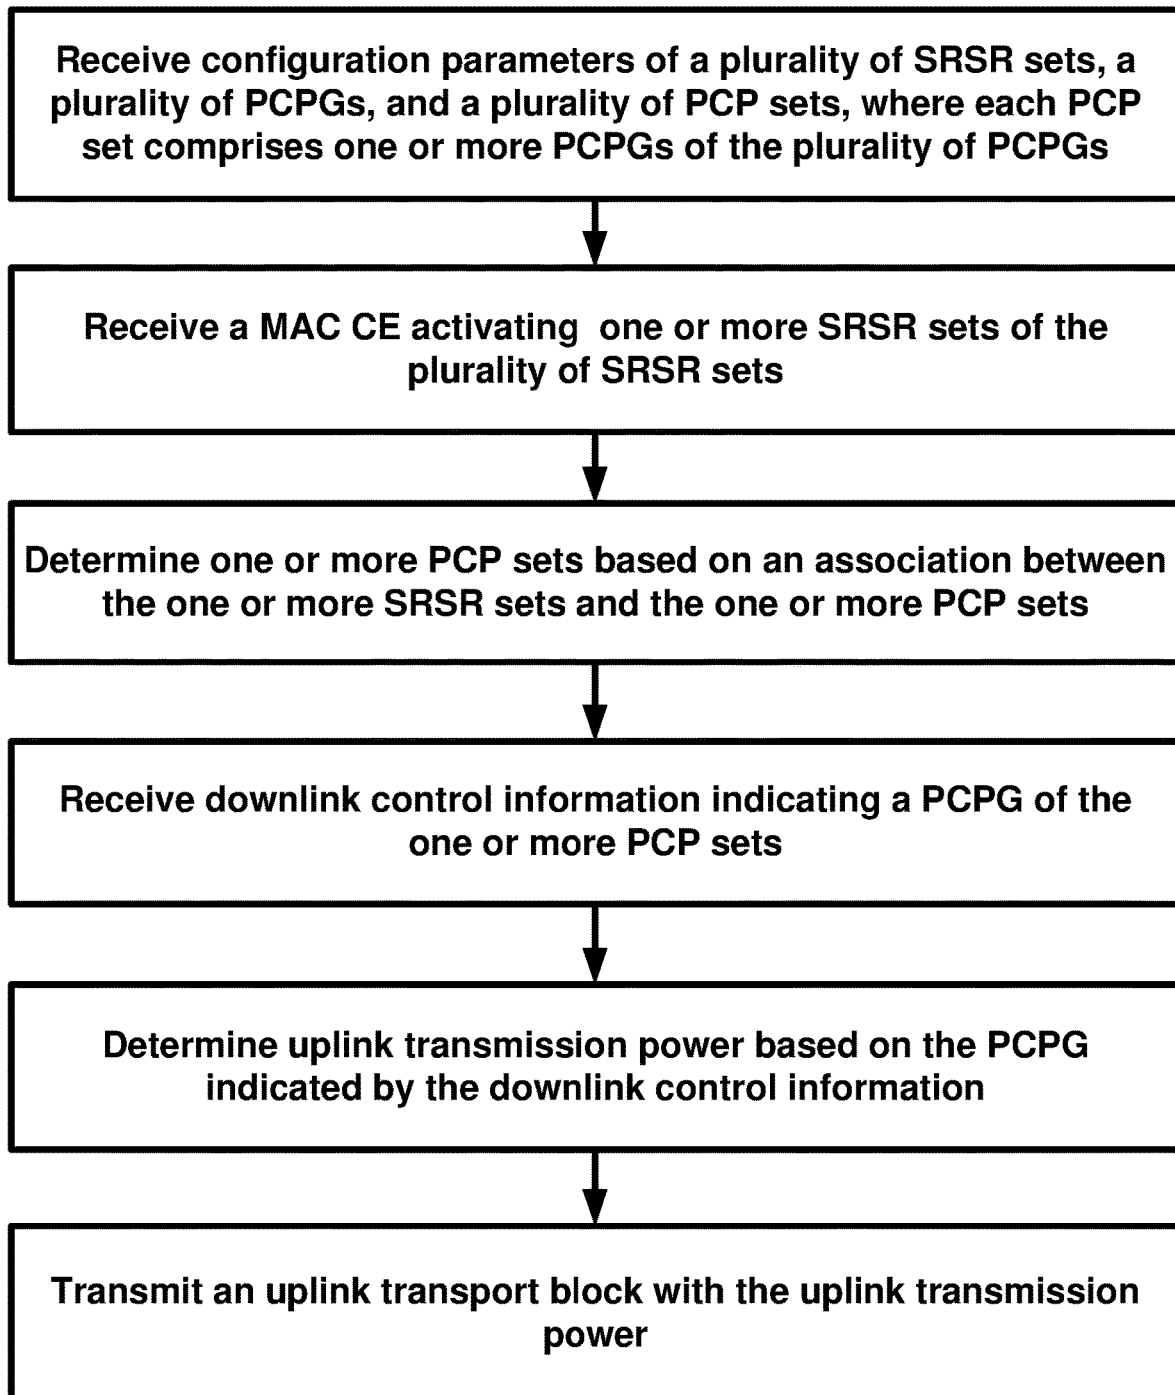 Receive configuration parameters of a plurality of SRSR sets, a
plurality of PCPGs, and a plurality of PCP sets, where each PCP
set comprises one or more PCPGs of the plurality of PCPGs
Receive a MAC CE activating  one or more SRSR sets of the
plurality of SRSR sets
Determine one or more PCP sets based on an association between
the one or more SRSR sets and the one or more PCP sets
Receive downlink control information indicating a PCPG of the
one or more PCP sets
Determine uplink transmission power based on the PCPG
indicated by the downlink control information
Transmit an uplink transport block with the uplink transmission
power